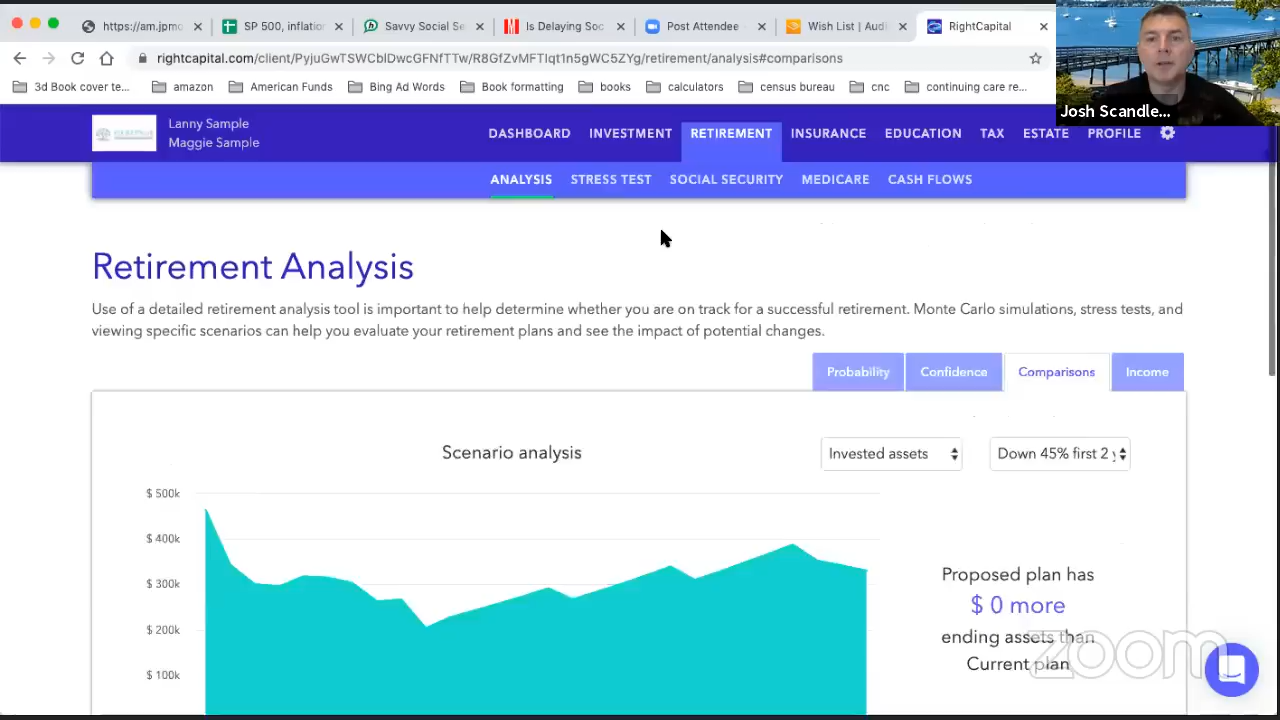 https://am.jpmo
SP 500, inflation
Savvy Social Se
Is Delaying Soc
Post Attendee
Wish List | Audi
RightCapital
rightcapital.com/client/PyjuGwTSWCbIDwcGFNfTTw/R8GfZvMFTIqt1n5gWC5ZYg/retirement/analysis#comparisons
3d Book cover te...
amazon
American Funds
Bing Ad Words
Book formatting
books
calculators
census bureau
cnc
continuing care re...
Josh Scandle...
Lanny Sample
Maggie Sample
DASHBOARD
INVESTMENT
RETIREMENT
INSURANCE
EDUCATION
TAX
ESTATE
PROFILE
ANALYSIS
STRESS TEST
SOCIAL SECURITY
MEDICARE
CASH FLOWS
Retirement Analysis
Use of a detailed retirement analysis tool is important to help determine whether you are on track for a successful retirement. Monte Carlo simulations, stress tests, and
viewing specific scenarios can help you evaluate your retirement plans and see the impact of potential changes.
Probability
Confidence
Comparisons
Income
Scenario analysis
Invested assets
Down 45% first 2 y
$ 500k
$ 400k
$ 300k
$ 200k
$ 100k
Proposed plan has
$ 0 more
ending assets than
Current plan
zoom